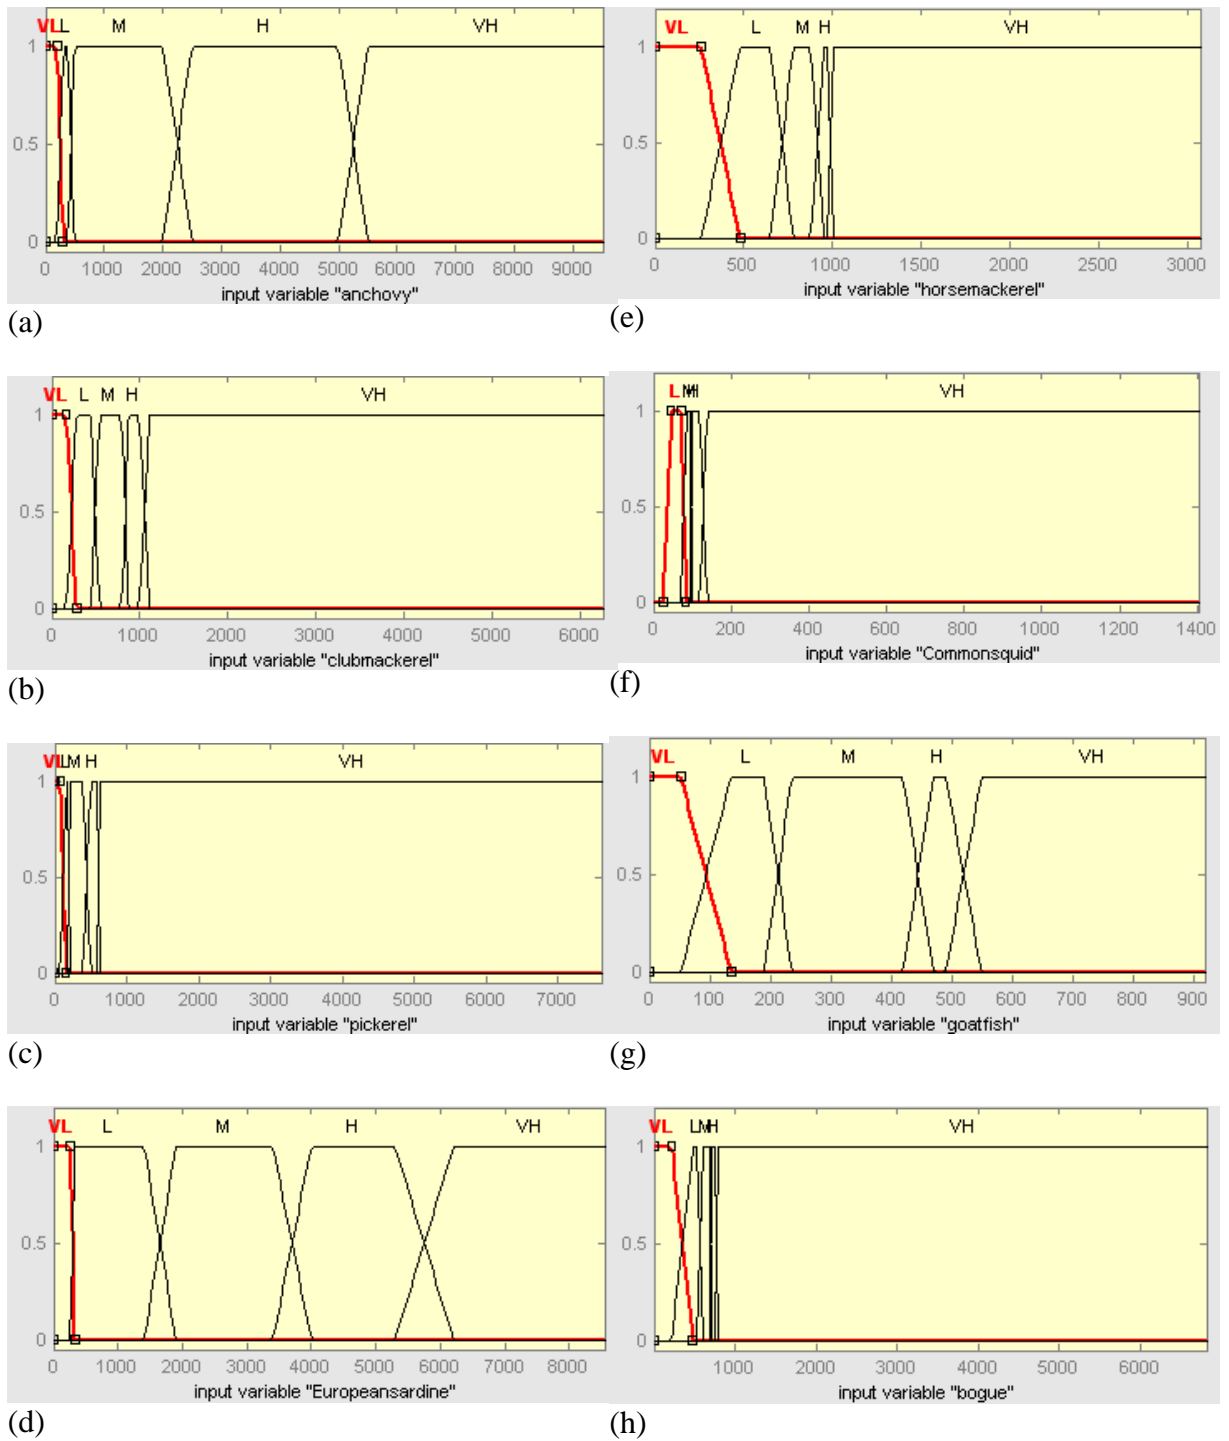 VL L M H VH
1
0.5
0
0 1000 2000 3000 4000 5000 6000 7000 8000 9000
input variable "anchovy"
(a)
VL L M H VH
1
0.5
0
0 500 1000 1500 2000 2500 3000
input variable "horsemackerel"
(e)
VL L M H VH
1
0.5
0
0 1000 2000 3000 4000 5000 6000
input variable "clubmackerel"
(b)
L M H VH
1
0.5
0
0 200 400 600 800 1000 1200 1400
input variable "Commonsquid"
(f)
VL L M H VH
1
0.5
0
0 1000 2000 3000 4000 5000 6000 7000
input variable "pickerel"
(c)
VL L M H VH
1
0.5
0
0 100 200 300 400 500 600 700 800 900
input variable "goatfish"
(g)
VL L M H VH
1
0.5
0
0 1000 2000 3000 4000 5000 6000 7000 8000
input variable "Europeansardine"
(d)
VL L M H VH
1
0.5
0
1000 2000 3000 4000 5000 6000
input variable "bogue"
(h)